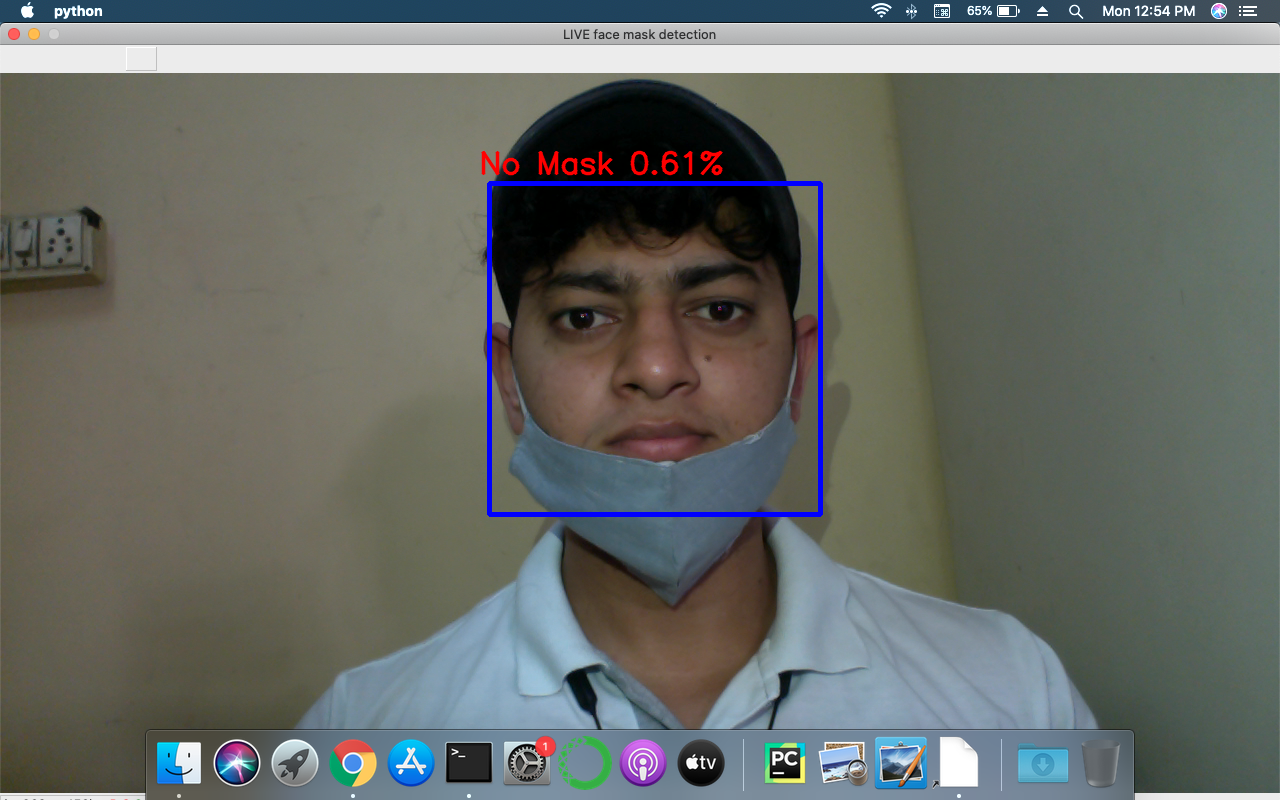 python
65%
Mon 12:54 PM
LIVE face mask detection
No Mask 0.61%
>_
1
tv
PC